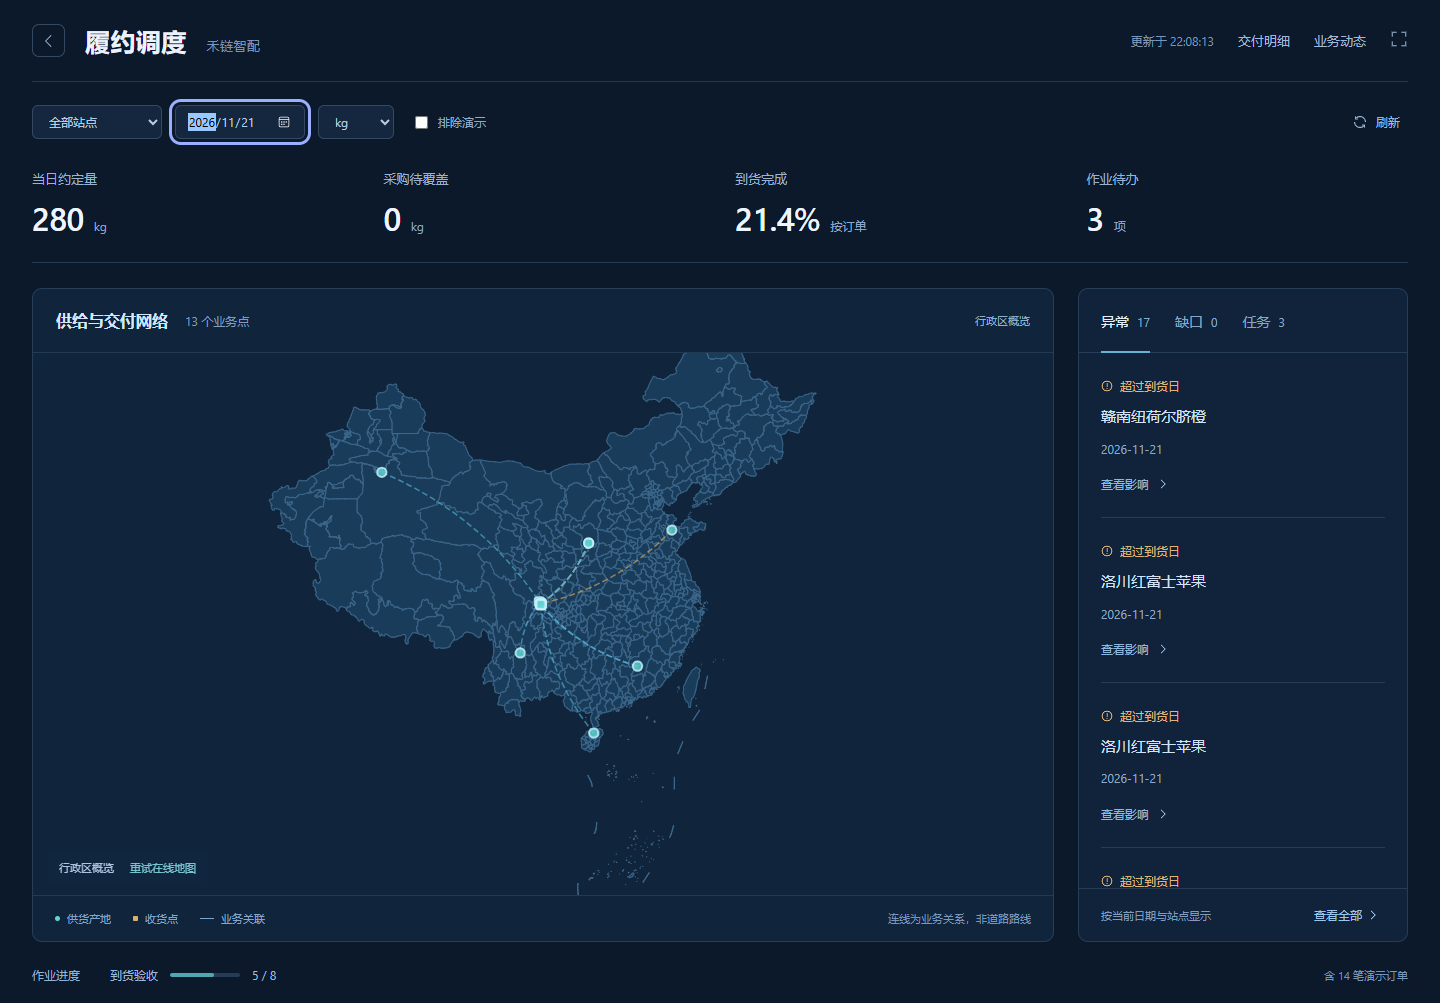 履约调度 禾链智配
更新于 22:08:13 交付明细 业务动态
全部站点 2026/11/21 kg 排除演示 刷新
当日约定量 采购待覆盖 到货完成 作业待办
280 kg 0 kg 21.4% 按订单 3 项
供给与交付网络 13 个业务点 行政区概览
异常 17 缺口 0 任务 3
超过到货日
赣南纽荷尔脐橙
2026-11-21
查看影响
超过到货日
洛川红富士苹果
2026-11-21
查看影响
超过到货日
洛川红富士苹果
2026-11-21
查看影响
超过到货日
行政区概览 重试在线地图
供货产地 收货点 业务关联 连线为业务关系，非道路路线
按当前日期与站点显示 查看全部
作业进度 到货验收 5 / 8 含 14 笔演示订单